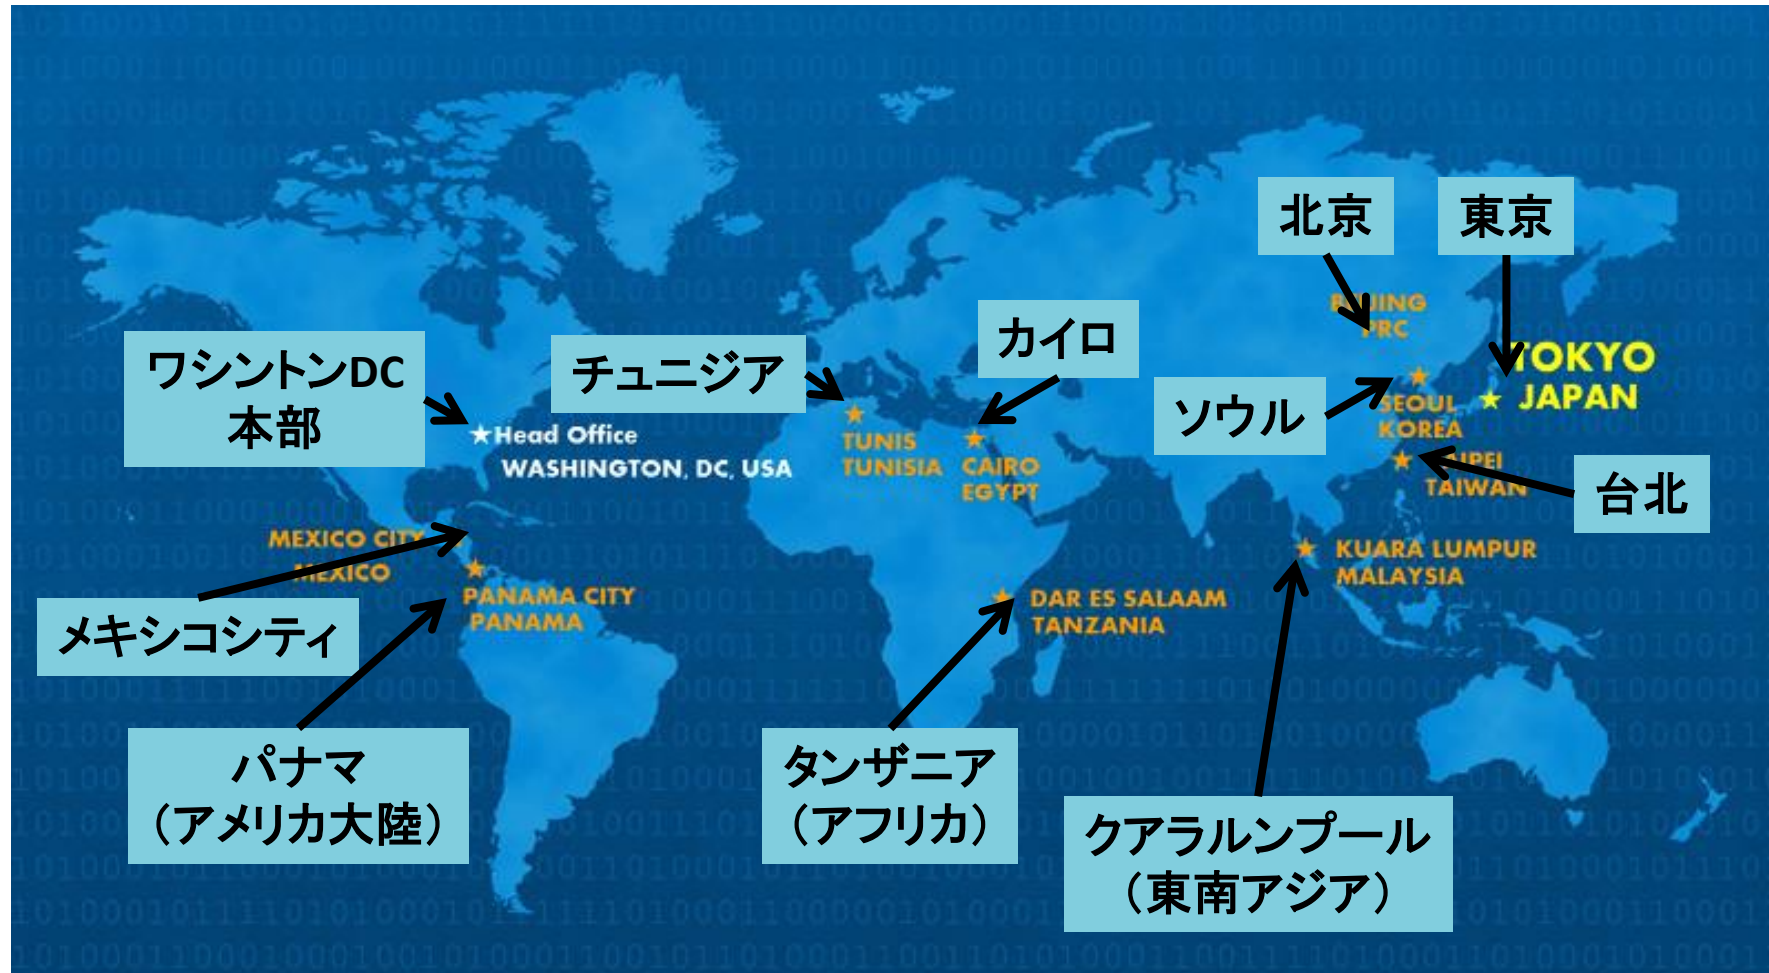 北京
東京
BEIJING
PRC
カイロ
ワシントンDC
本部
チュニジア
TOKYO
JAPAN
ソウル
SEOUL
KOREA
Head Office
WASHINGTON, DC, USA
TUNIS
TUNISIA
CAIRO
EGYPT
TAIPEI
TAIWAN
台北
MEXICO CITY
MEXICO
KUARA LUMPUR
MALAYSIA
PANAMA CITY
PANAMA
DAR ES SALAAM
TANZANIA
メキシコシティ
パナマ
（アメリカ大陸）
タンザニア
（アフリカ）
クアラルンプール
（東南アジア）